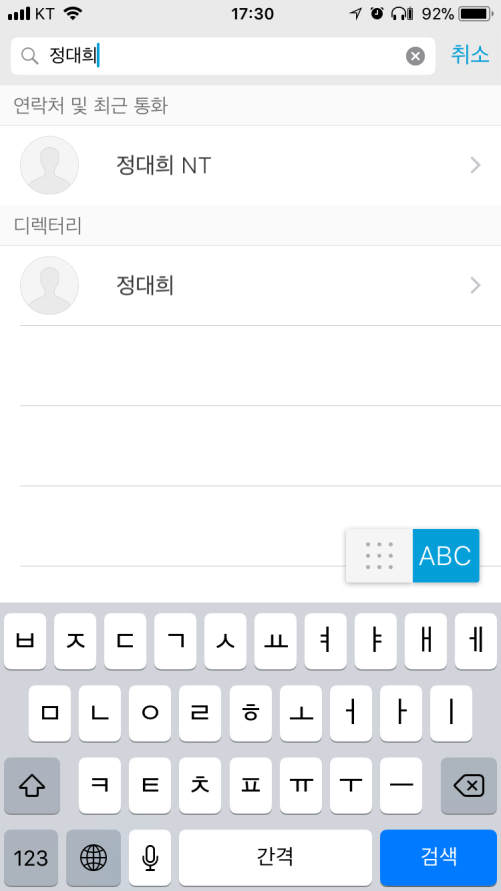 KT 17:30 92%
정대희 취소
연락처 및 최근 통화
정대희 NT
디렉터리
정대희
ABC
ㅂ ㅈ ㄷ ㄱ ㅅ ㅛ ㅕ ㅑ ㅐ ㅔ
ㅁ ㄴ ㅇ ㄹ ㅎ ㅗ ㅓ ㅏ ㅣ
ㅋ ㅌ ㅊ ㅍ ㅠ ㅜ ㅡ
123 간격 검색